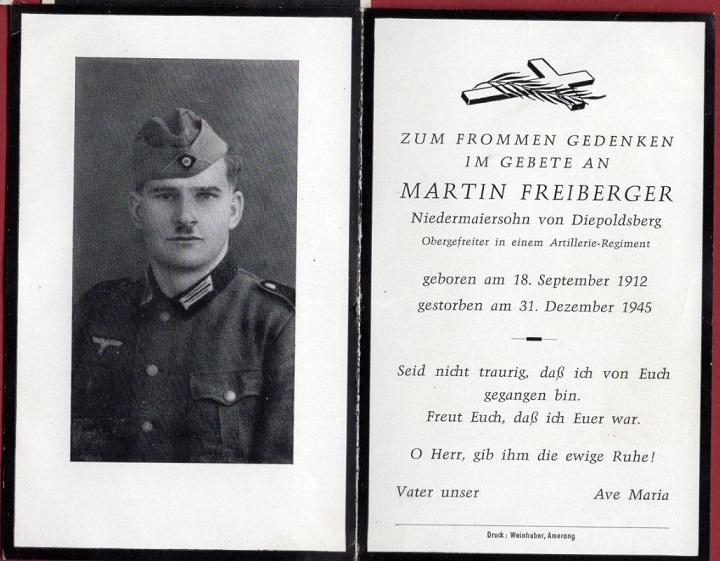 ZUM FROMMEN GEDENKEN
IM GEBETE AN
MARTIN FREIBERGER
Niedermaiersohn von Diepoldsberg
Obergefreiter in einem Artillerie-Regiment
geboren am 18. September 1912
gestorben am 31. Dezember 1945
Seid nicht traurig, daß ich von Euch
gegangen bin.
Freut Euch, daß ich Euer war.
O Herr, gib ihm die ewige Ruhe!
Vater unser Ave Maria
Druck: Weinhuber, Amerang